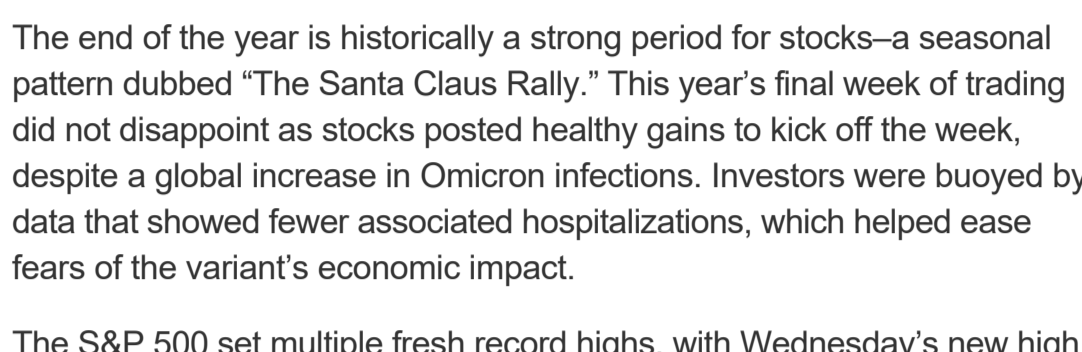 The end of the year is historically a strong period for stocks–a seasonal
pattern dubbed “The Santa Claus Rally.” This year’s final week of trading
did not disappoint as stocks posted healthy gains to kick off the week,
despite a global increase in Omicron infections. Investors were buoyed by
data that showed fewer associated hospitalizations, which helped ease
fears of the variant’s economic impact.
The S&P 500 set multiple fresh record highs, with Wednesday’s new high